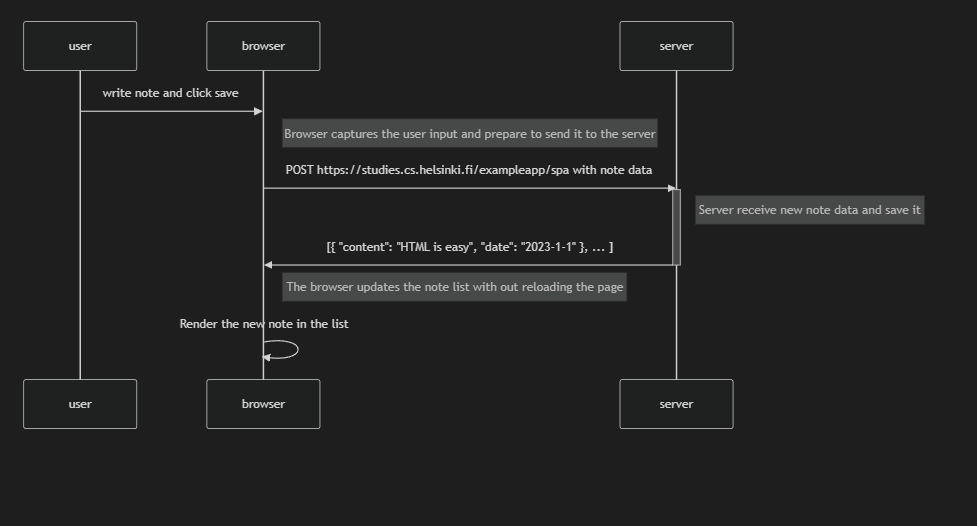 user browser server
write note and click save
Browser captures the user input and prepare to send it to the server
POST https://studies.cs.helsinki.fi/exampleapp/spa with note data
Server receive new note data and save it
[{ "content": "HTML is easy", "date": "2023-1-1" }, ... ]
The browser updates the note list with out reloading the page
Render the new note in the list
user browser server